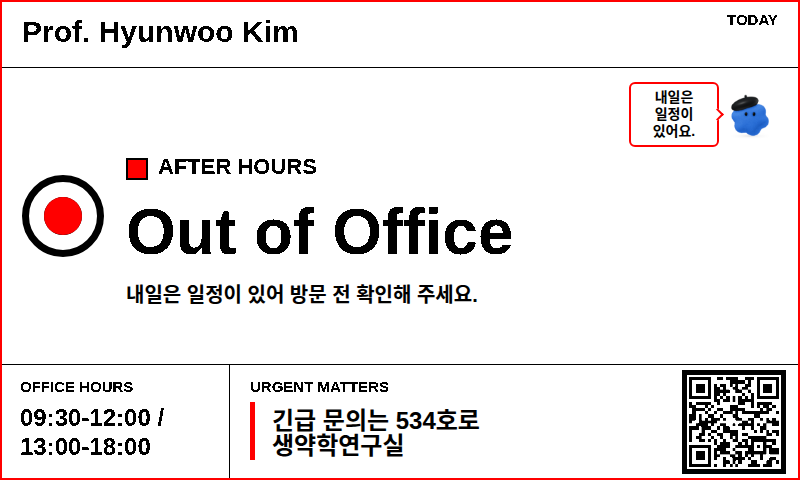 Prof. Hyunwoo Kim
TODAY
내일은
일정이
있어요.
AFTER HOURS
Out of Office
내일은 일정이 있어 방문 전 확인해 주세요.
OFFICE HOURS
09:30-12:00 /
13:00-18:00
URGENT MATTERS
긴급 문의는 534호로
생약학연구실